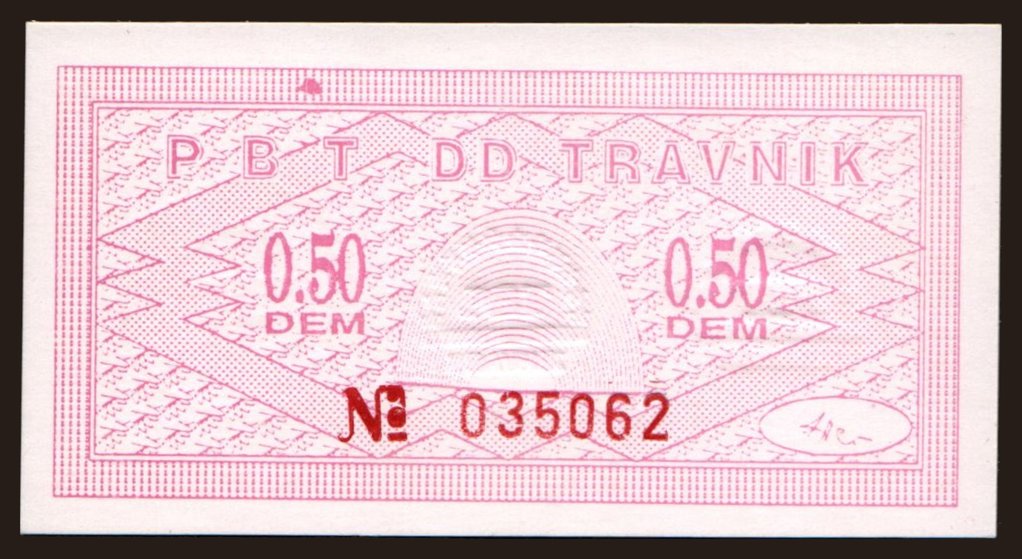 P B T DD TRAVNIK
0.50 0.50
DEM DEM
№ 035062